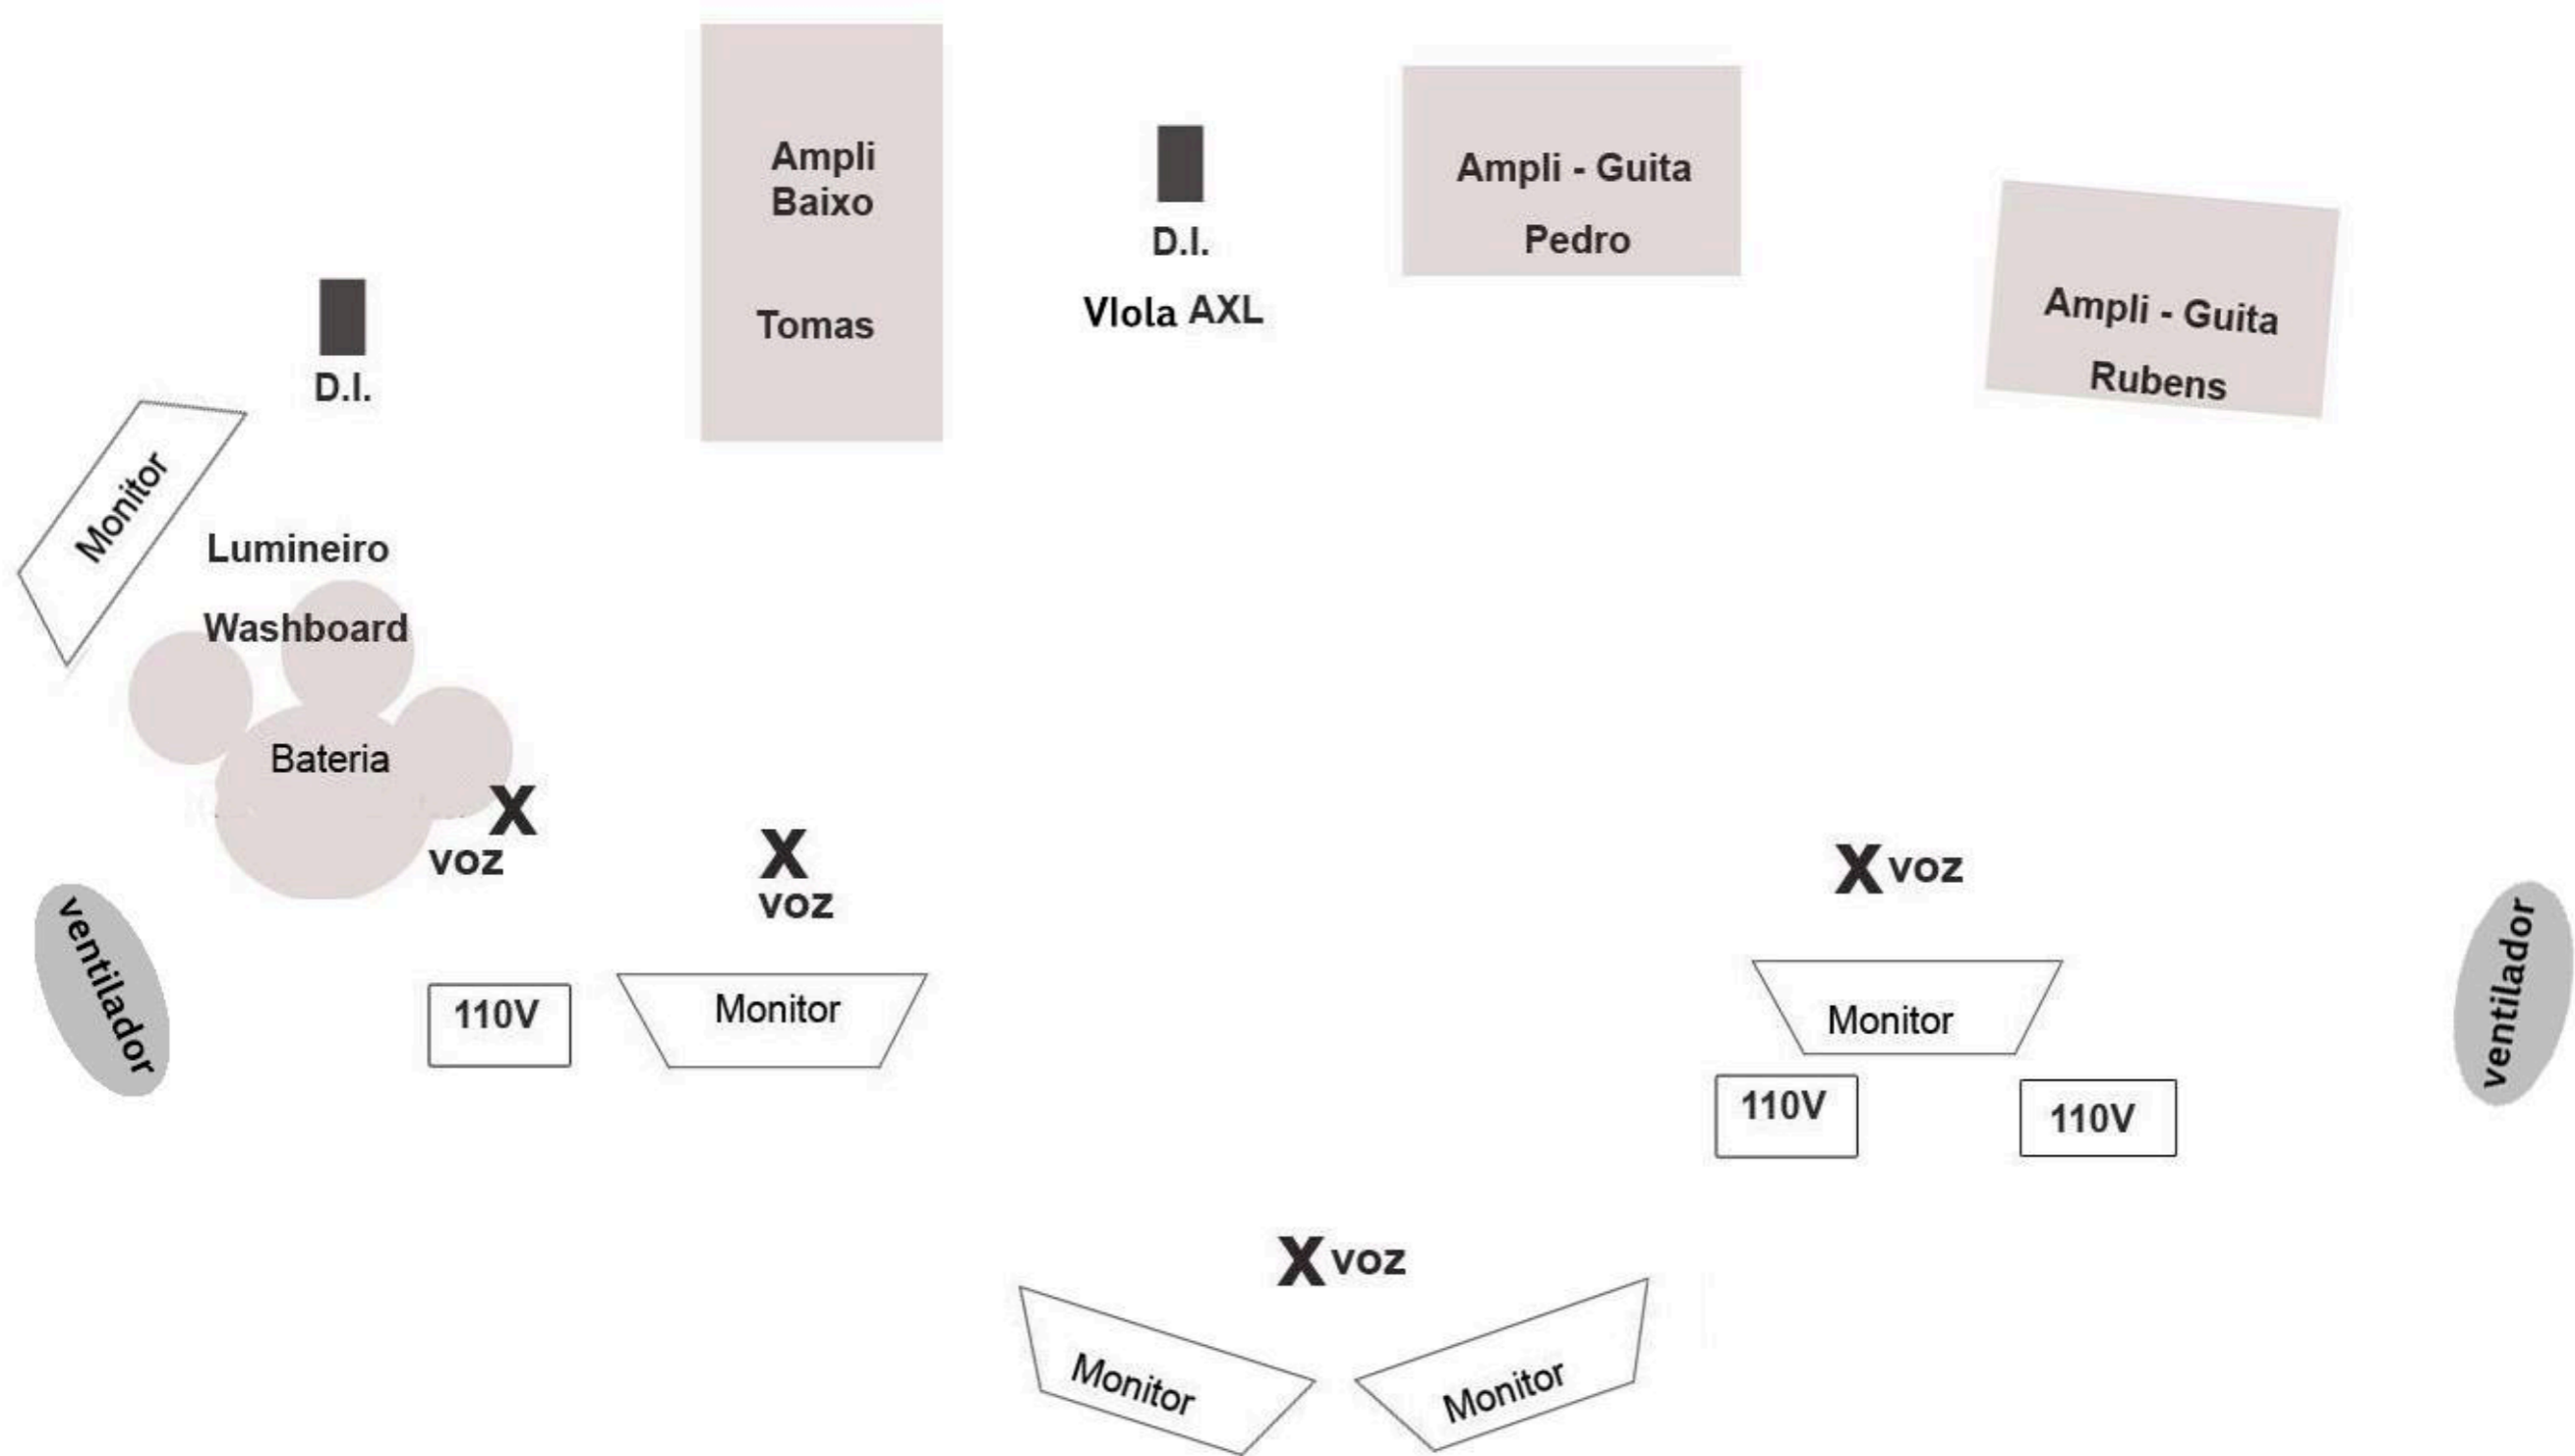 Ampli
Baixo
Tomas
D.I.
VIola AXL
Ampli - Guita
Pedro
Ampli - Guita
Rubens
D.I.
Monitor
Lumineiro
Washboard
Bateria
X
voz
X
voz
X voz
ventilador
110V
Monitor
Monitor
110V
110V
ventilador
X voz
Monitor
Monitor